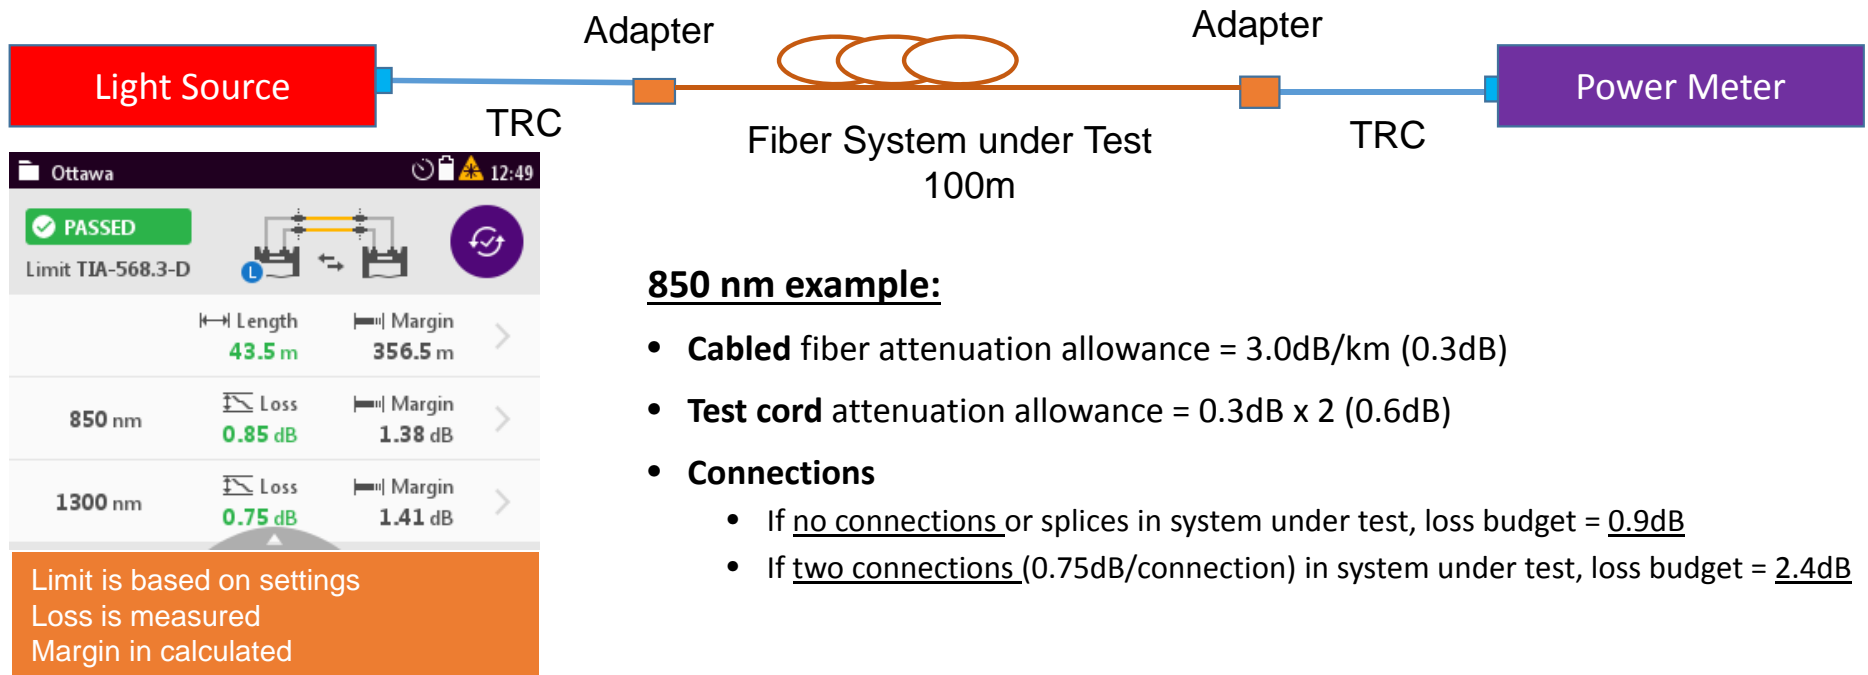 Adapter
Adapter
Light Source
Power Meter
TRC
TRC
Fiber System under Test
100m
Ottawa
12:49
PASSED
Limit TIA-568.3-D
L
Length
Margin
43.5 m
356.5 m
850 nm
Loss
Margin
0.85 dB
1.38 dB
1300 nm
Loss
Margin
0.75 dB
1.41 dB
Limit is based on settings
Loss is measured
Margin in calculated
850 nm example:
• Cabled fiber attenuation allowance = 3.0dB/km (0.3dB)
• Test cord attenuation allowance = 0.3dB x 2 (0.6dB)
• Connections
• If no connections or splices in system under test, loss budget = 0.9dB
• If two connections (0.75dB/connection) in system under test, loss budget = 2.4dB